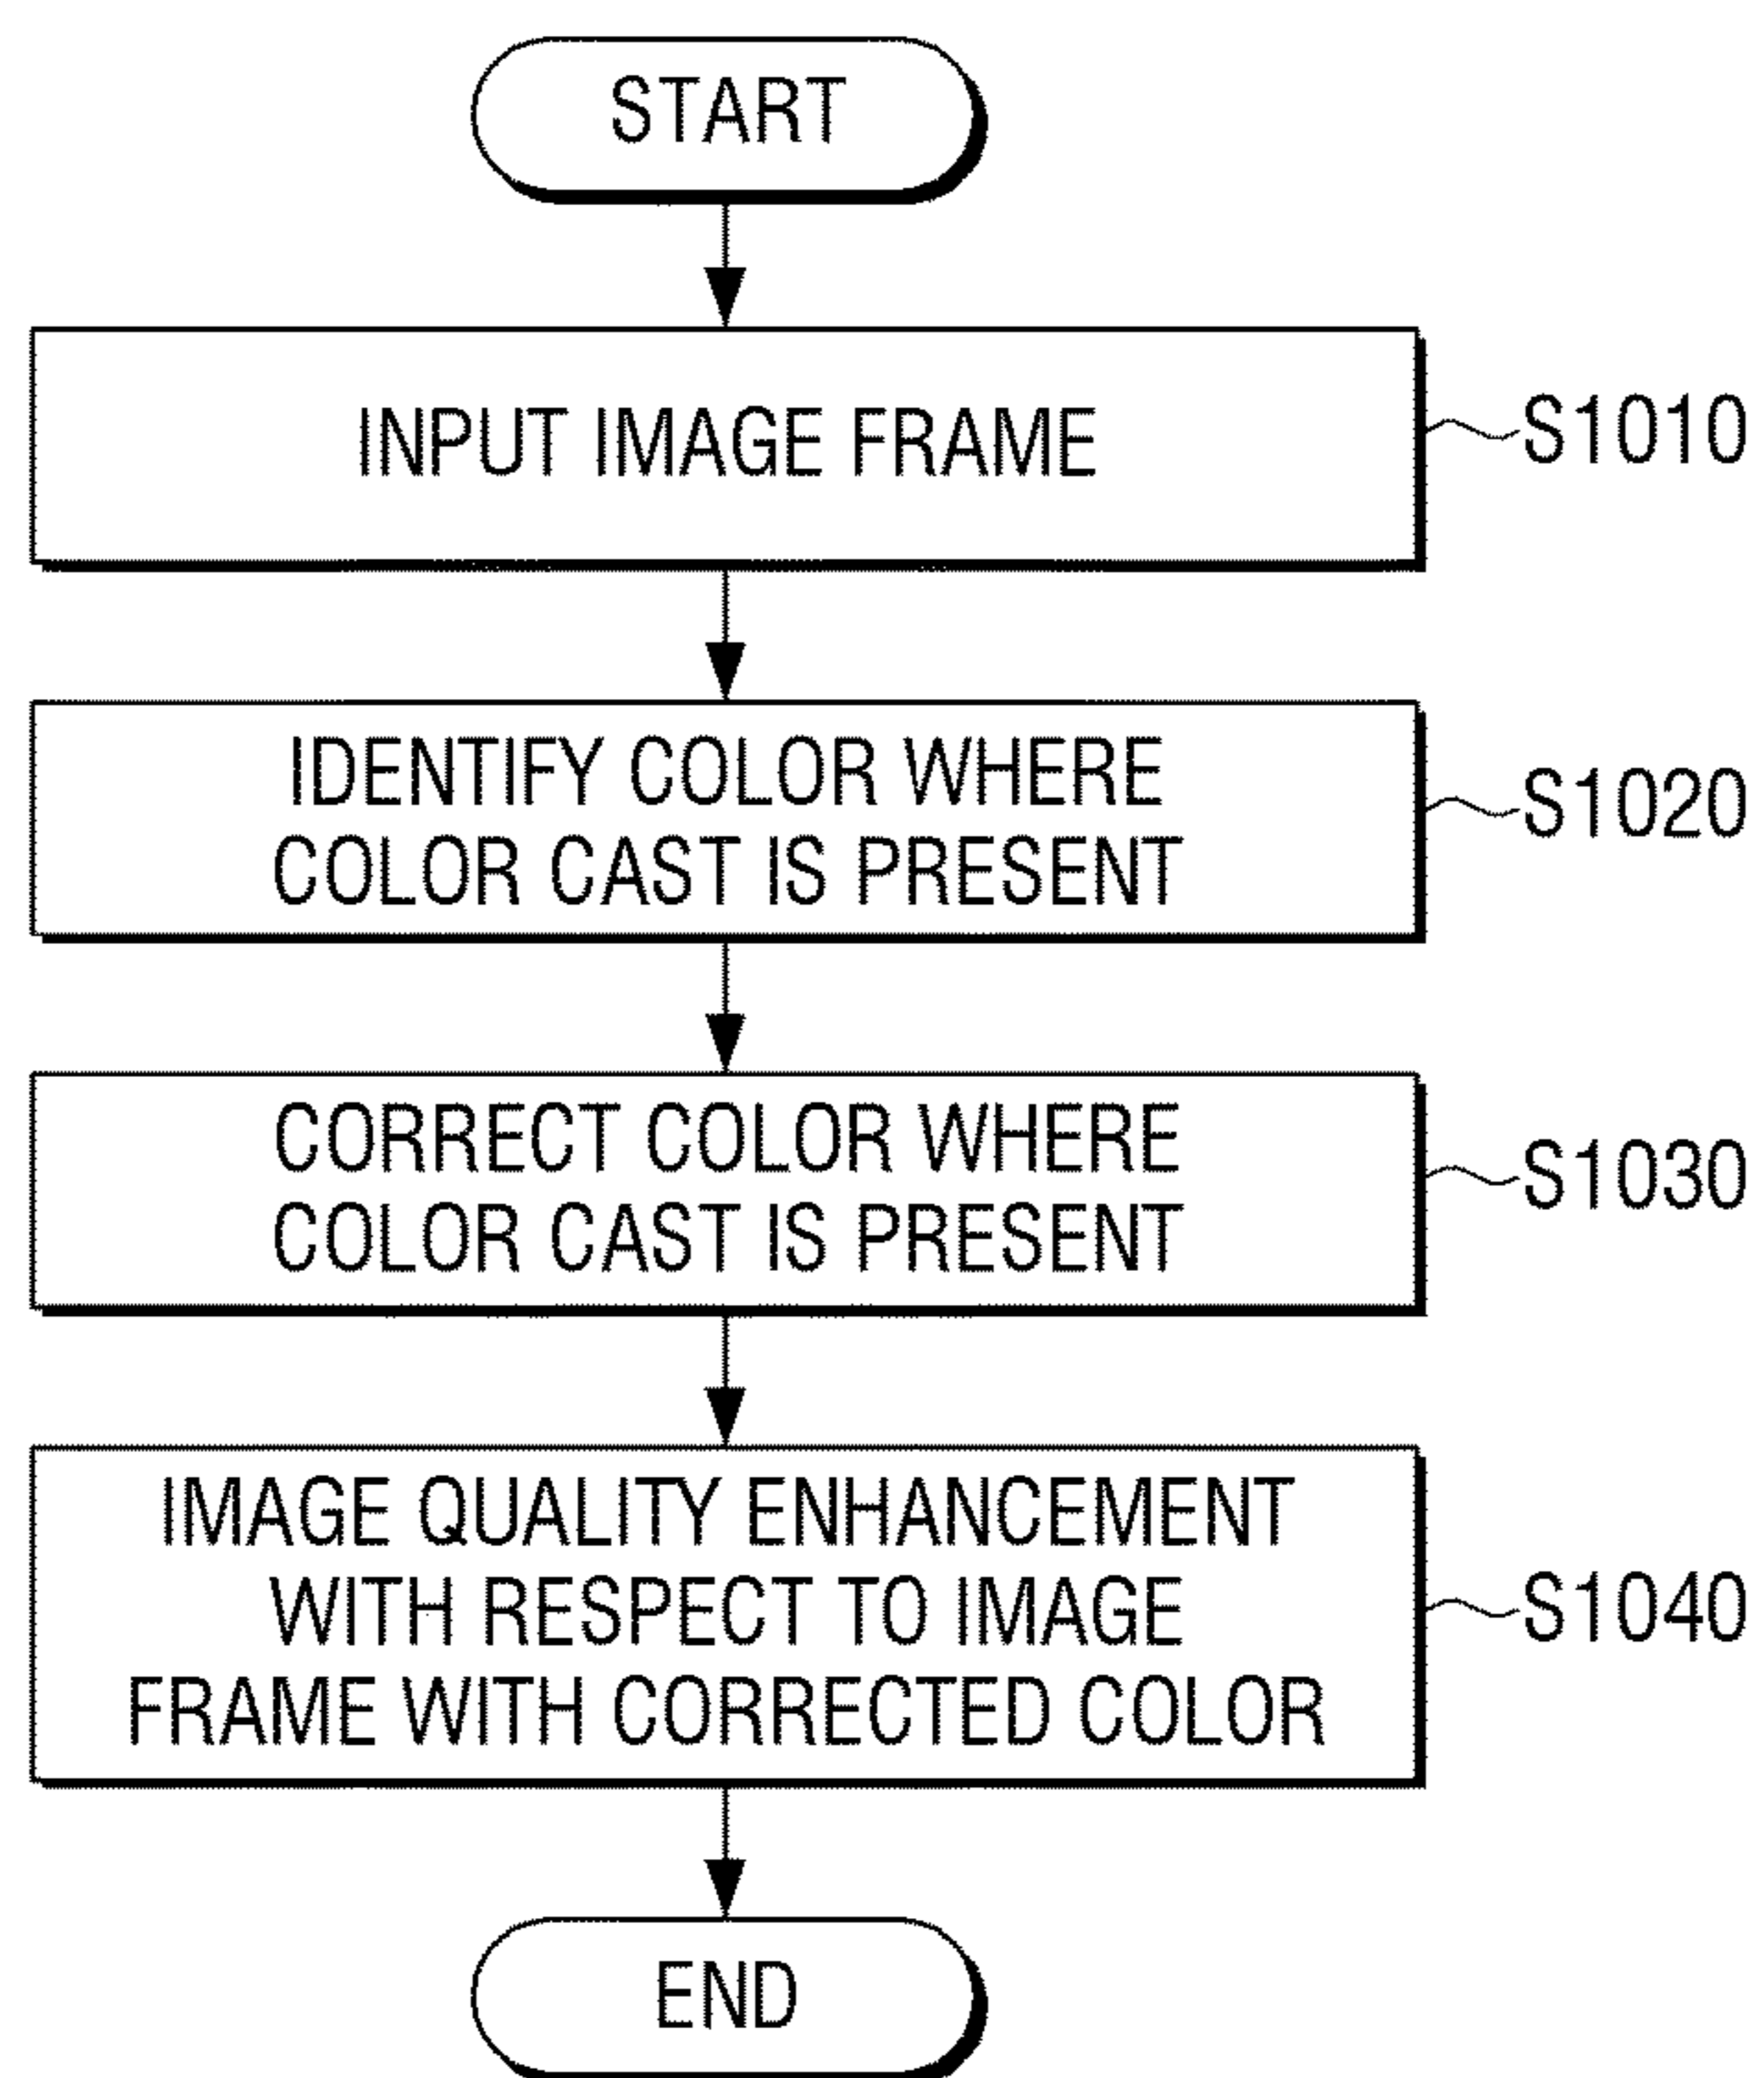 START
INPUT IMAGE FRAME
S1010
IDENTIFY COLOR WHERE
COLOR CAST IS PRESENT
S1020
CORRECT COLOR WHERE
COLOR CAST IS PRESENT
S1030
IMAGE QUALITY ENHANCEMENT
WITH RESPECT TO IMAGE
FRAME WITH CORRECTED COLOR
S1040
END